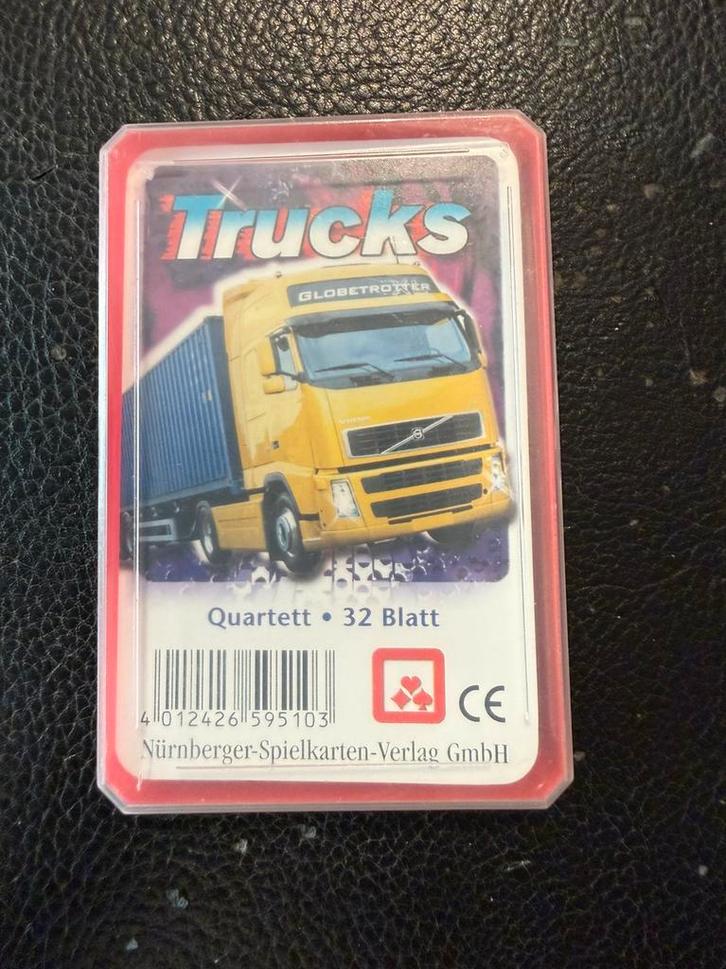 Trucks
GLOBETROTTER
VOLVO
Quartett • 32 Blatt
4 012426 595103
CE
Nürnberger-Spielkarten-Verlag GmbH